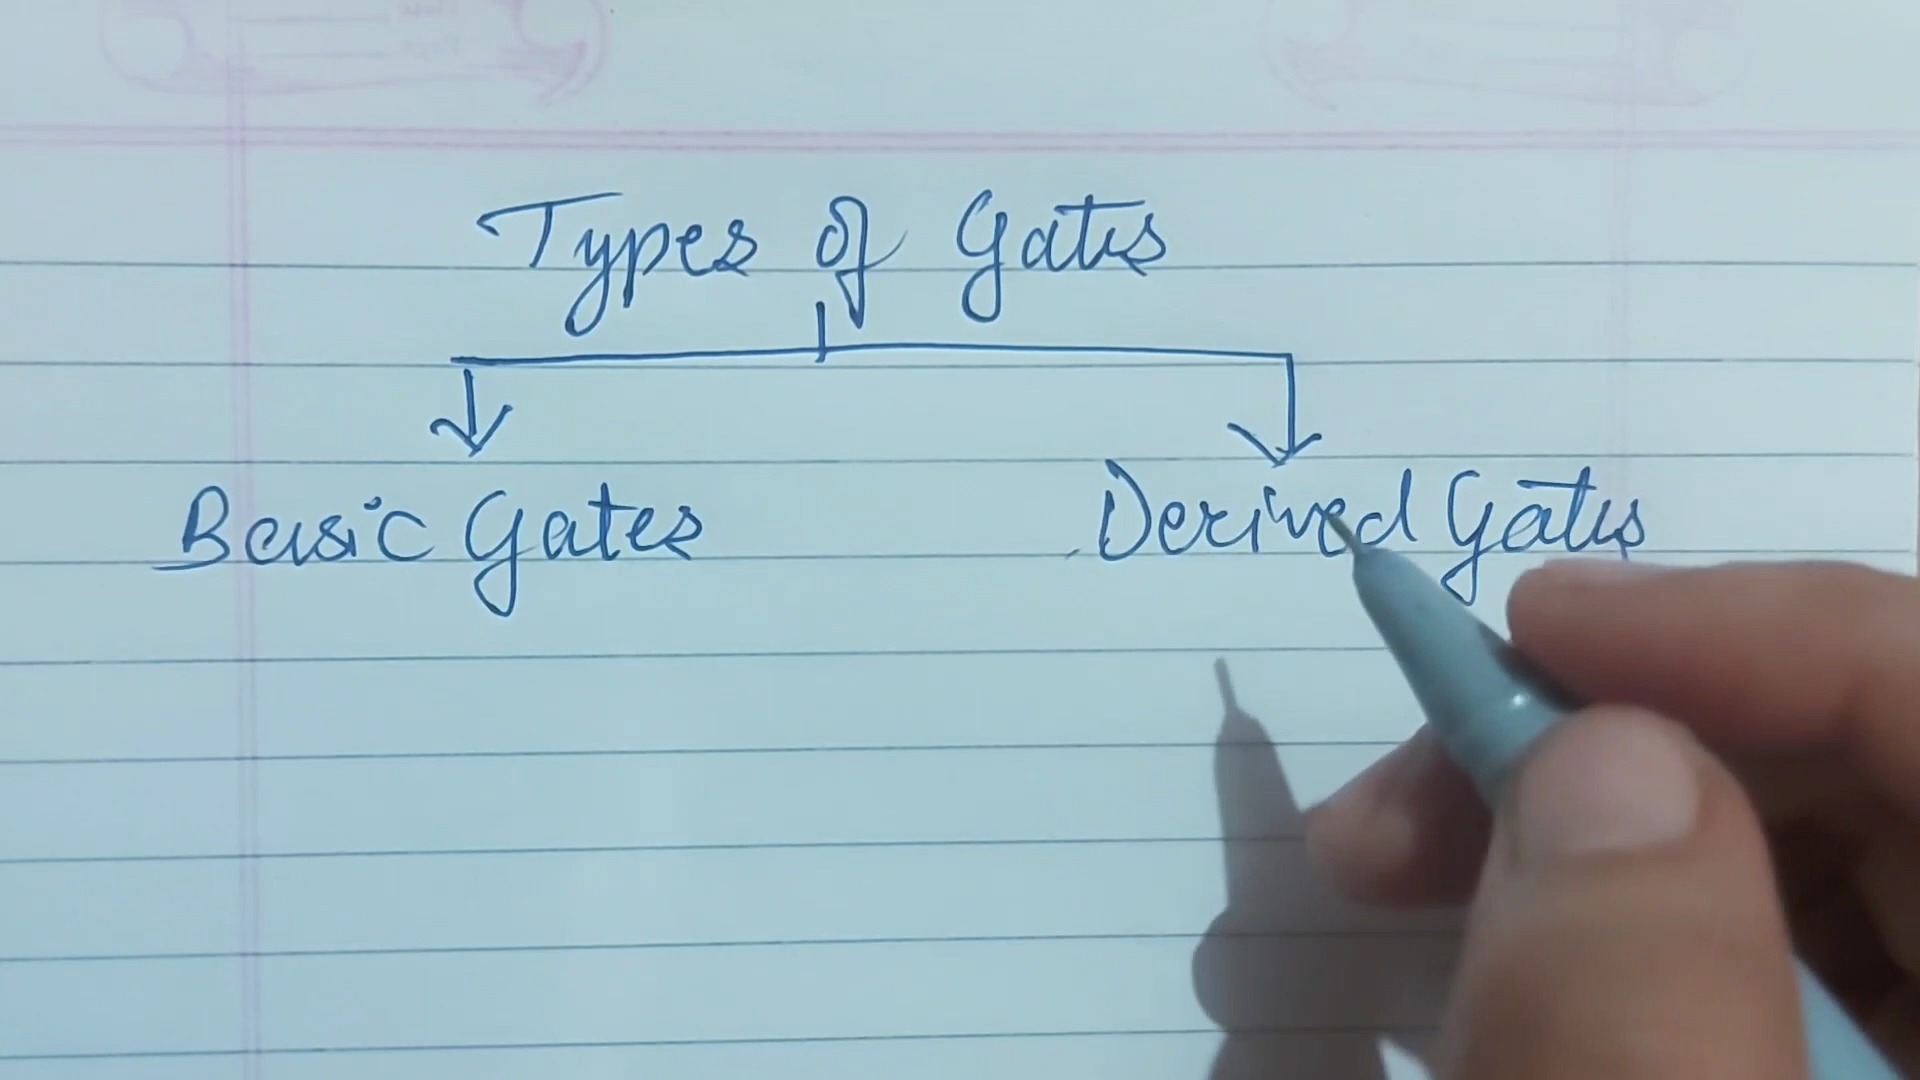 Types of Gates
Basic Gates
Derived Gates